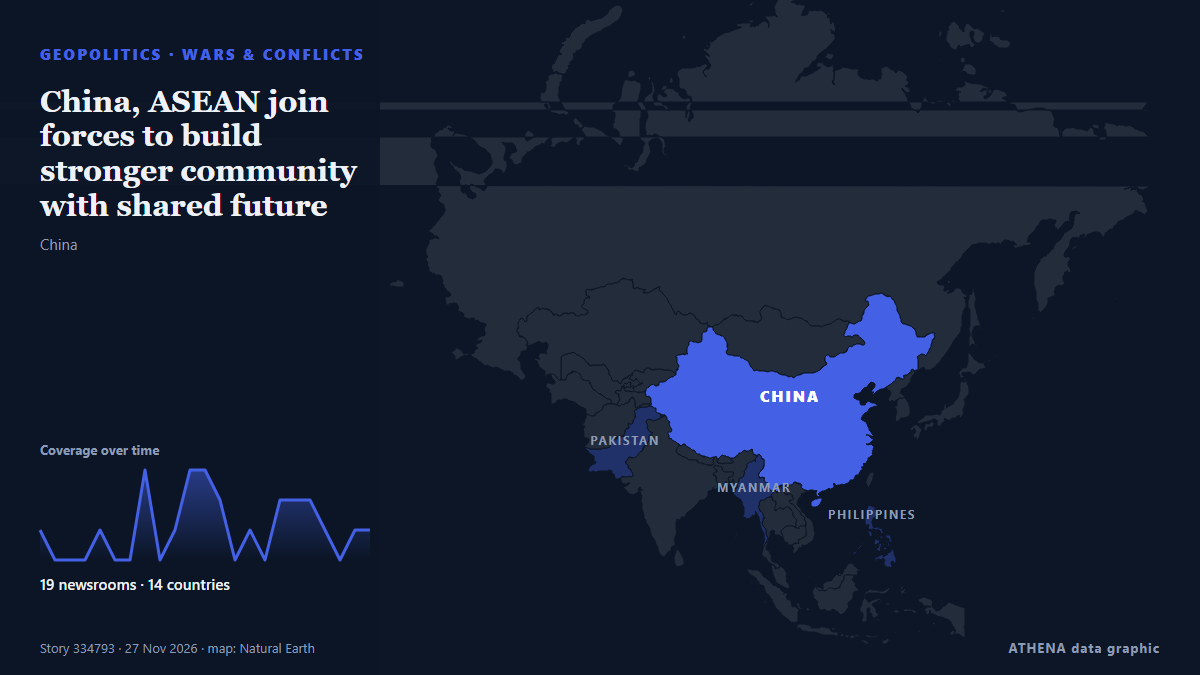 GEOPOLITICS · WARS & CONFLICTS
China, ASEAN join
forces to build
stronger community
with shared future
China
CHINA
PAKISTAN
MYANMAR
PHILIPPINES
Coverage over time
19 newsrooms · 14 countries
Story 334793 · 27 Nov 2026 · map: Natural Earth
ATHENA data graphic